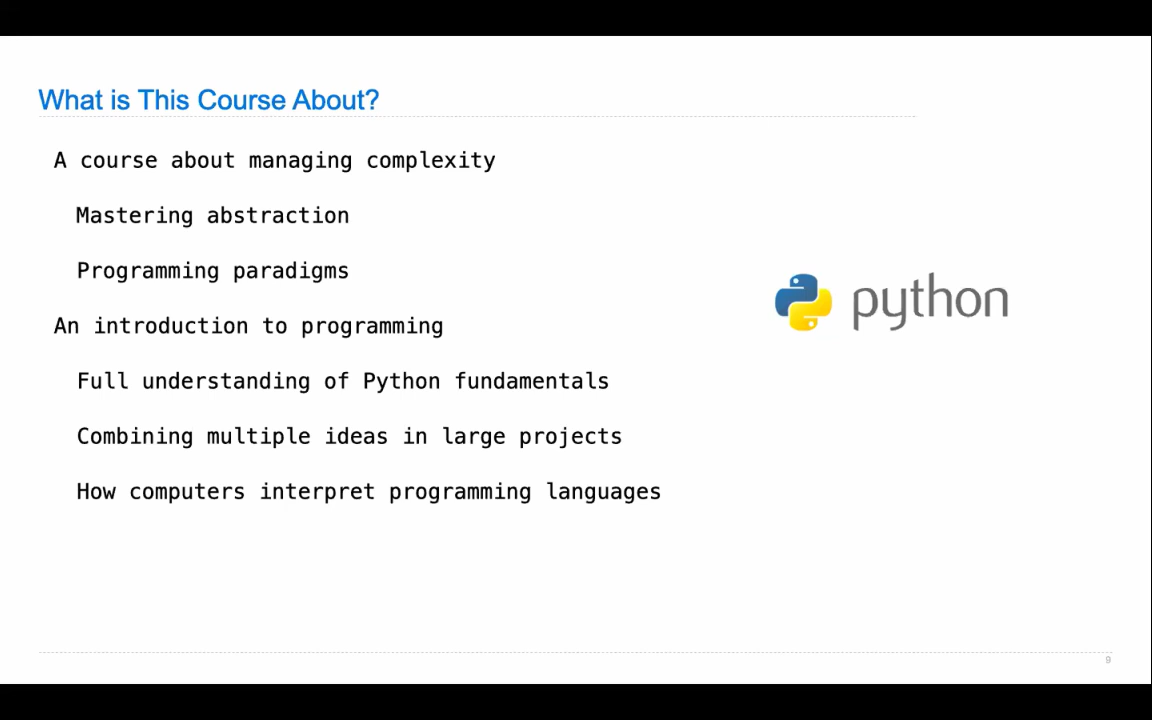 What is This Course About?
A course about managing complexity
Mastering abstraction
Programming paradigms
python
An introduction to programming
Full understanding of Python fundamentals
Combining multiple ideas in large projects
How computers interpret programming languages
9